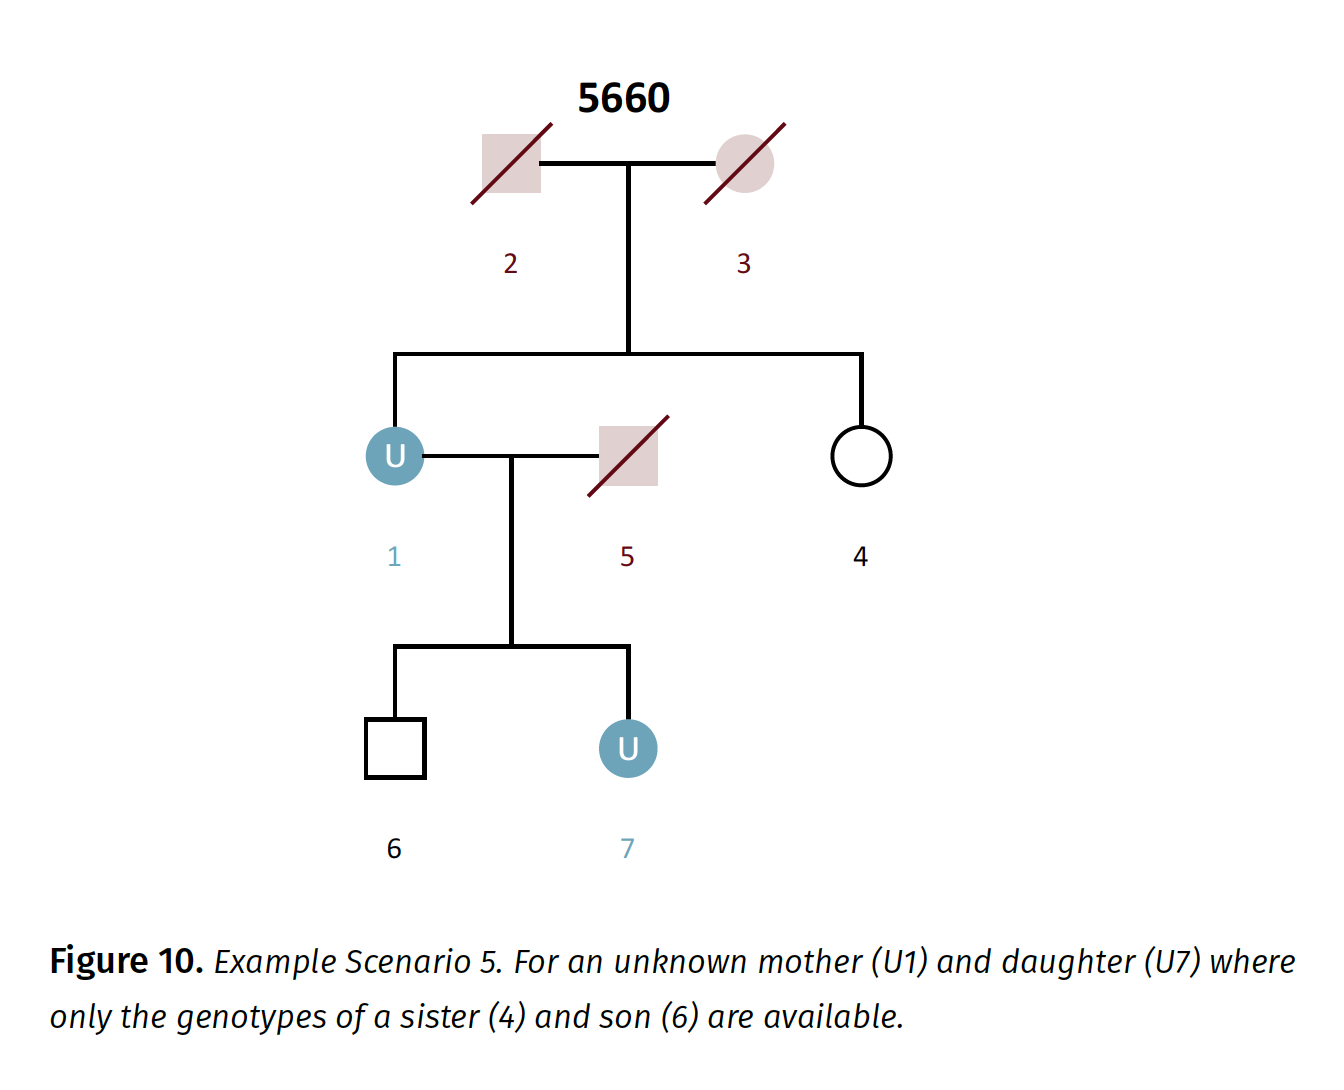 5660
2
3
U
1
5
4
U
6
7
Figure 10. Example Scenario 5. For an unknown mother (U1) and daughter (U7) where
only the genotypes of a sister (4) and son (6) are available.